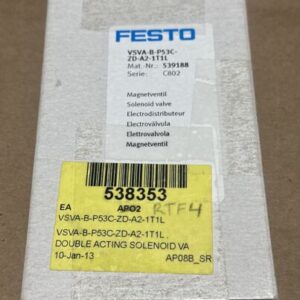 FESTO
VSVA-B-P53C-
ZD-A2-1T1L
Mat.-Nr.: 539188
Serie: C802
Magnetventil
Solenoid valve
Electrodistributeur
Electroválvula
Elettrovalvola
Magnetventil
538353
EA APO2 RTF4
VSVA-B-P53C-ZD-A2-1T1L
VSVA-B-P53C-ZD-A2-1T1L ,
DOUBLE ACTING SOLENOID VA
10-Jan-13 AP08B_SR